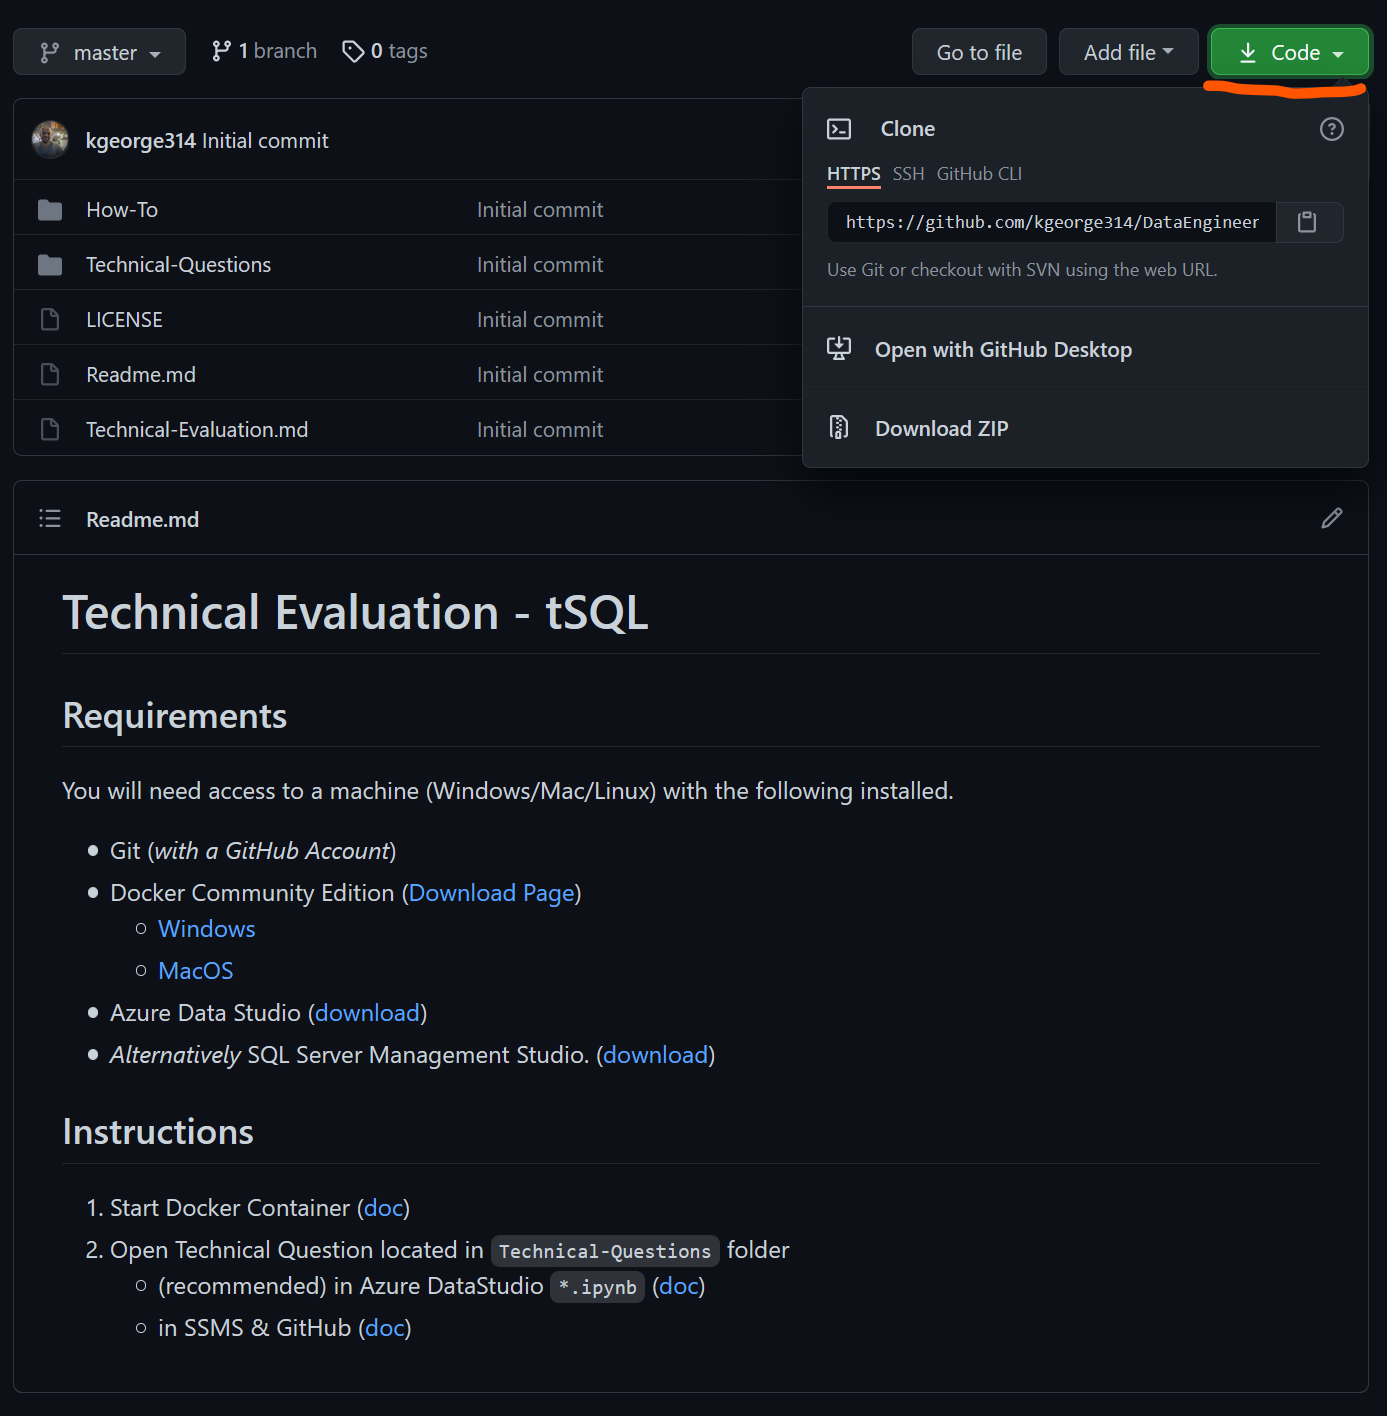 master 1 branch 0 tags Go to file Add file Code
kgeorge314 Initial commit
Clone
HTTPS SSH GitHub CLI
How-To Initial commit
https://github.com/kgeorge314/DataEngineer
Technical-Questions Initial commit
Use Git or checkout with SVN using the web URL.
LICENSE Initial commit
Open with GitHub Desktop
Readme.md Initial commit
Technical-Evaluation.md Initial commit
Download ZIP
Readme.md
Technical Evaluation - tSQL
Requirements
You will need access to a machine (Windows/Mac/Linux) with the following installed.
Git (with a GitHub Account)
Docker Community Edition (Download Page)
Windows
MacOS
Azure Data Studio (download)
Alternatively SQL Server Management Studio. (download)
Instructions
1. Start Docker Container (doc)
2. Open Technical Question located in Technical-Questions folder
(recommended) in Azure DataStudio *.ipynb (doc)
in SSMS & GitHub (doc)